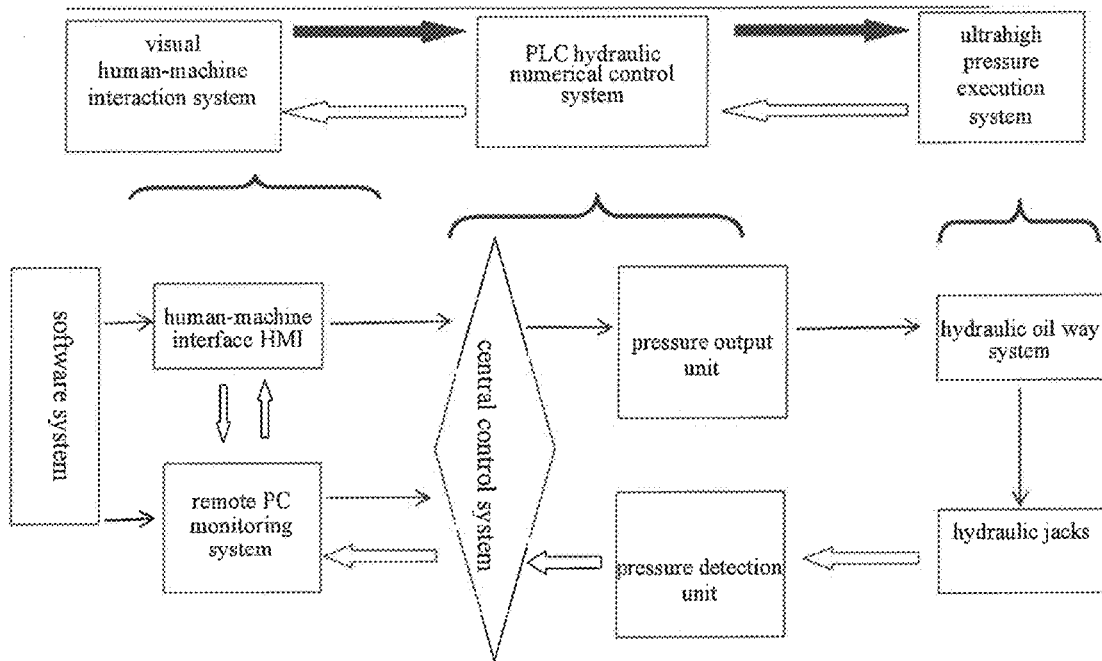 visual
human-machine
interaction system
PLC hydraulic
numerical control
system
ultrahigh
pressure
execution
system
software system
human-machine
interface HMI
remote PC
monitoring
system
central control system
pressure output
unit
pressure detection
unit
hydraulic oil way
system
hydraulic jacks